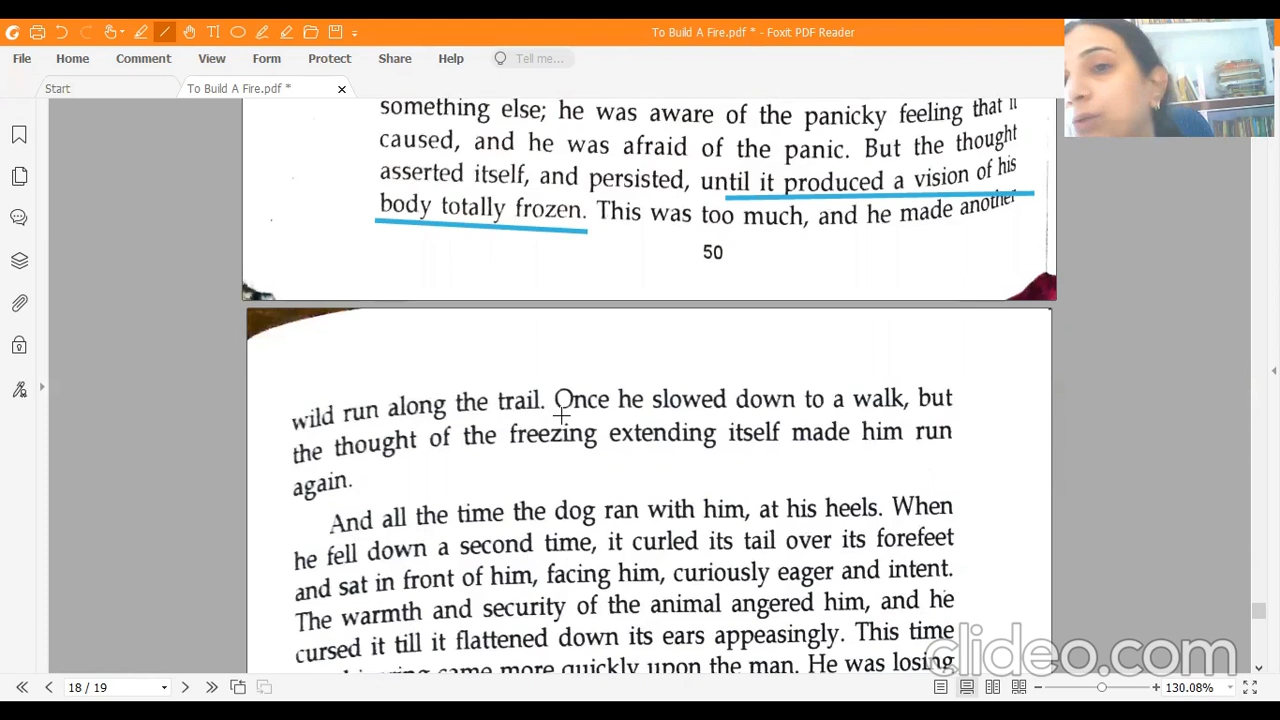 To Build A Fire.pdf * - Foxit PDF Reader
File Home Comment View Form Protect Share Help Tell me...
Start To Build A Fire.pdf *
something else; he was aware of the panicky feeling that it
caused, and he was afraid of the panic. But the thought
asserted itself, and persisted, until it produced a vision of his
body totally frozen. This was too much, and he made another
50
wild run along the trail. Once he slowed down to a walk, but
the thought of the freezing extending itself made him run
again.
And all the time the dog ran with him, at his heels. When
he fell down a second time, it curled its tail over its forefeet
and sat in front of him, facing him, curiously eager and intent.
The warmth and security of the animal angered him, and he
cursed it till it flattened down its ears appeasingly. This time
came more quickly upon the man. He was losing
clideo.com
18 / 19
130.08%